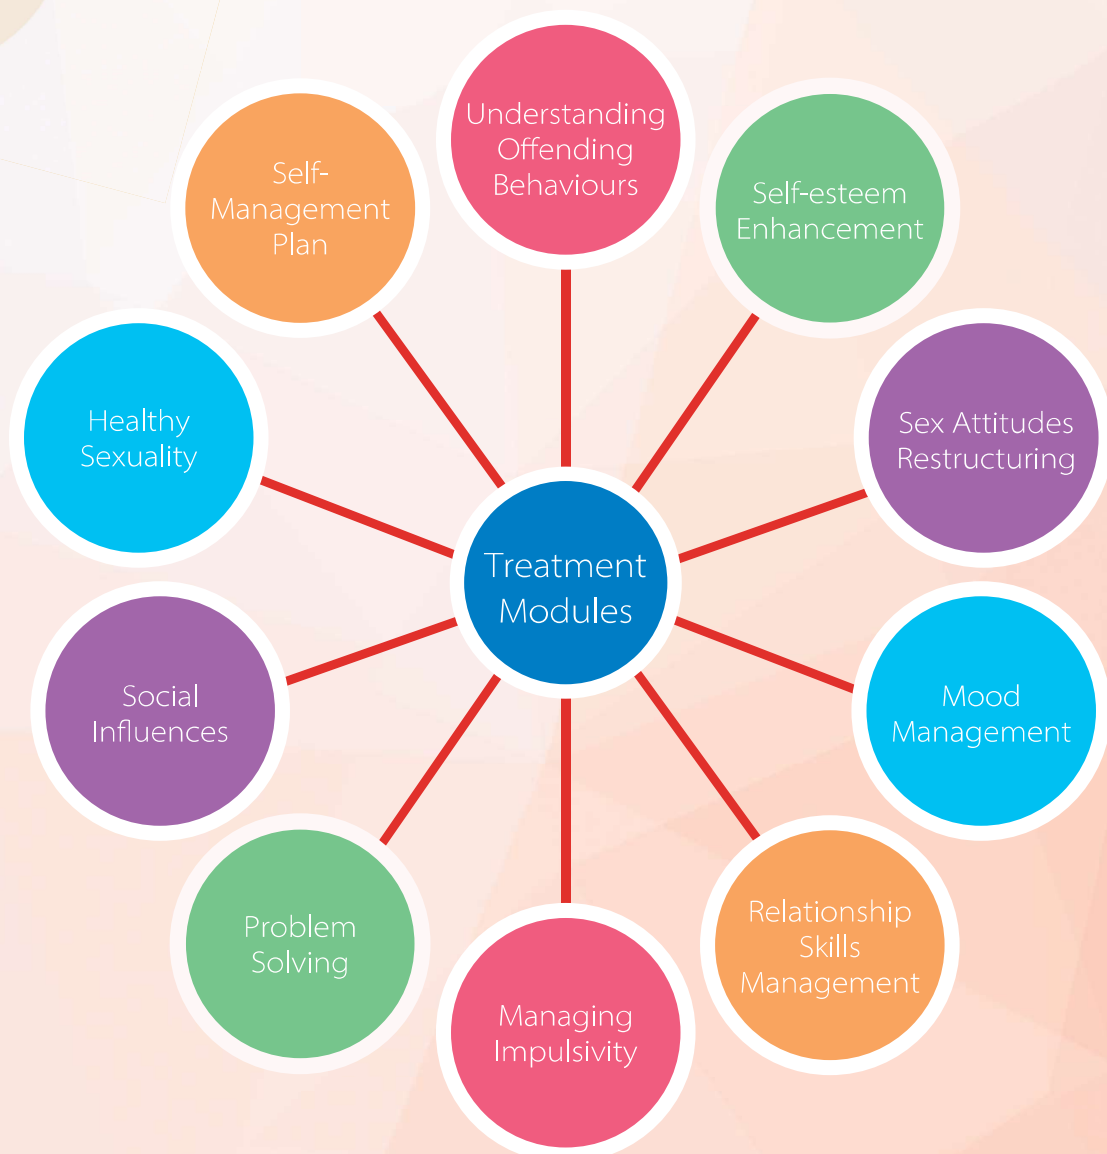 Understanding
Offending
Behaviours
Self-esteem
Enhancement
Sex Attitudes
Restructuring
Mood
Management
Relationship
Skills
Management
Managing
Impulsivity
Problem
Solving
Social
Influences
Healthy
Sexuality
Self-
Management
Plan
Treatment
Modules